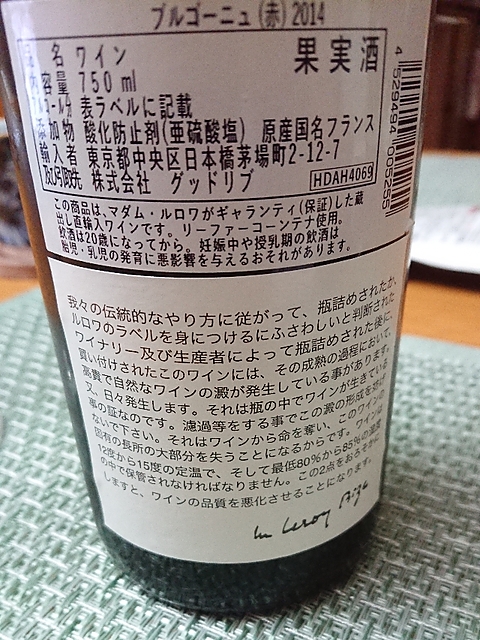 ブルゴーニュ (赤) 2014
品 名 ワイン 果実酒
内容量 750 ml
アルコール分 表ラベルに記載
添加物 酸化防止剤(亜硫酸塩) 原産国名フランス
輸入者 東京都中央区日本橋茅場町2-12-7
及び引取先 株式会社 グッドリブ HDAH4069
4 529494 005255
この商品は、マダム・ルロワがギャランティ(保証)した蔵
出し直輸入ワインです。リーファーコーンテナ使用。
飲酒は20歳になってから。妊娠中や授乳期の飲酒は
胎児・乳児の発育に悪影響を与えるおそれがあります。
我々の伝統的なやり方に従がって、瓶詰めされたか、
ルロワのラベルを身につけるにふさわしいと判断された
ワイナリー及び生産者によって瓶詰めされた後に、
買い付けされたこのワインには、その成熟の過程において、
高貴で自然なワインの澱が発生している事があります。
又、日々発生します。それは瓶の中でワインが生きている
事の証なのです。濾過等をする事でこの澱の形成を妨げ
ないで下さい。それはワインから命を奪い、このワイン
固有の長所の大部分を失うことになるからです。ワインは
12度から15度の定温で、そして最低80%から85%の湿度
の中で保管されなければなりません。この2点をおろそかに
しますと、ワインの品質を悪化させることになります。
Leroy